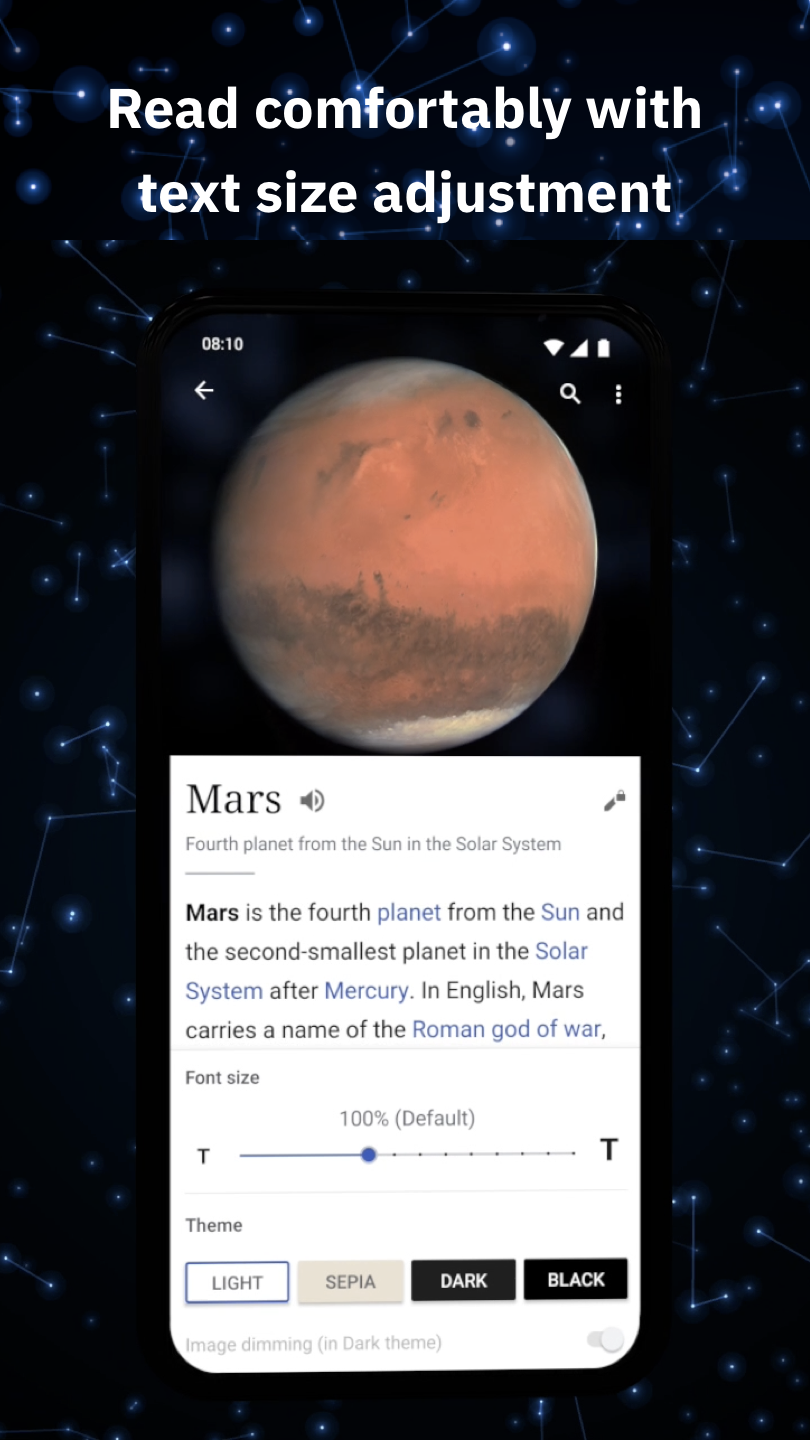 Read comfortably with
text size adjustment
08:10
Mars
Fourth planet from the Sun in the Solar System
Mars is the fourth planet from the Sun and
the second-smallest planet in the Solar
System after Mercury. In English, Mars
carries a name of the Roman god of war,
Font size
100% (Default)
T T
Theme
LIGHT SEPIA DARK BLACK
Image dimming (in Dark theme)